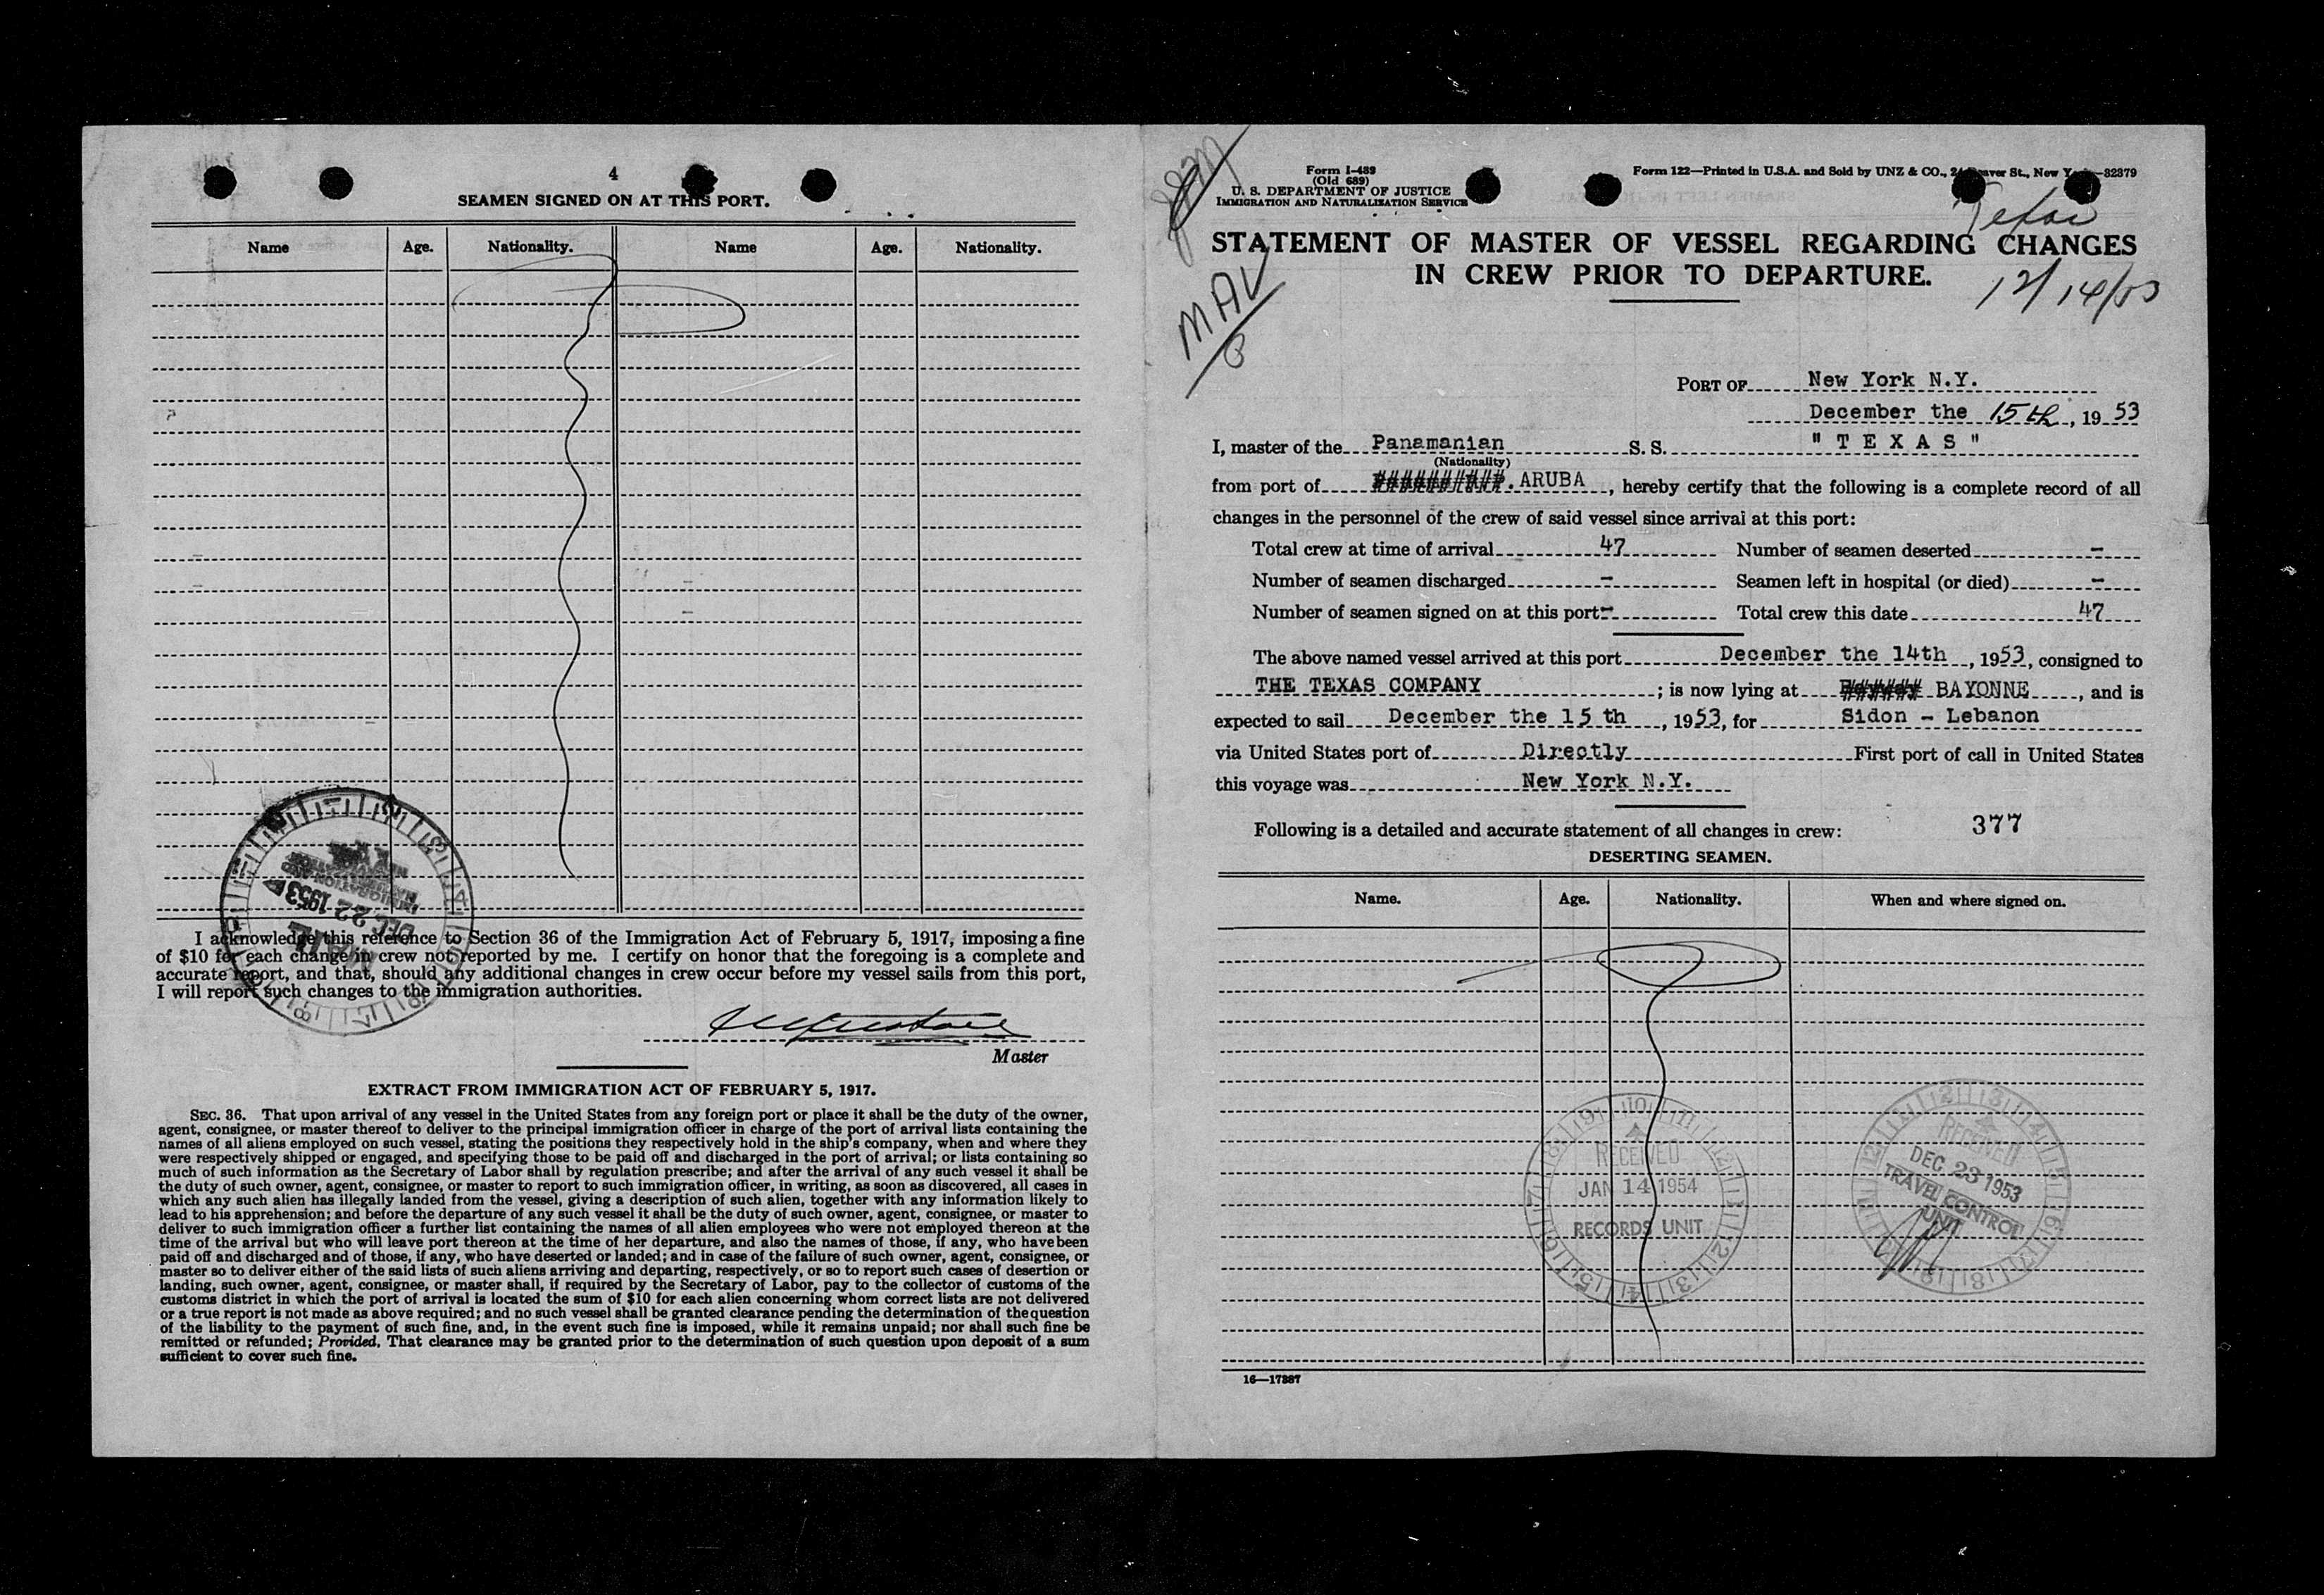 4
SEAMEN SIGNED ON AT THIS PORT.
Name Age. Nationality. Name Age. Nationality.
MAIL
DEC 22 1953
IMMIGRATION AND
NATURALIZATION
NEW YORK
N. Y.
I acknowledge this reference to Section 36 of the Immigration Act of February 5, 1917, imposing a fine
of $10 for each change in crew not reported by me. I certify on honor that the foregoing is a complete and
accurate report, and that, should any additional changes in crew occur before my vessel sails from this port,
I will report such changes to the immigration authorities.
Master
EXTRACT FROM IMMIGRATION ACT OF FEBRUARY 5, 1917.
SEC. 36. That upon arrival of any vessel in the United States from any foreign port or place it shall be the duty of the owner,
agent, consignee, or master thereof to deliver to the principal immigration officer in charge of the port of arrival lists containing the
names of all aliens employed on such vessel, stating the positions they respectively hold in the ship's company, when and where they
were respectively shipped or engaged, and specifying those to be paid off and discharged in the port of arrival; or lists containing so
much of such information as the Secretary of Labor shall by regulation prescribe; and after the arrival of any such vessel it shall be
the duty of such owner, agent, consignee, or master to report to such immigration officer, in writing, as soon as discovered, all cases in
which any such alien has illegally landed from the vessel, giving a description of such alien, together with any information likely to
lead to his apprehension; and before the departure of any such vessel it shall be the duty of such owner, agent, consignee, or master to
deliver to such immigration officer a further list containing the names of all alien employees who were not employed thereon at the
time of the arrival but who will leave port thereon at the time of her departure, and also the names of those, if any, who have been
paid off and discharged and of those, if any, who have deserted or landed; and in case of the failure of such owner, agent, consignee, or
master so to deliver either of the said lists of such aliens arriving and departing, respectively, or so to report such cases of desertion or
landing, such owner, agent, consignee, or master shall, if required by the Secretary of Labor, pay to the collector of customs of the
customs district in which the port of arrival is located the sum of $10 for each alien concerning whom correct lists are not delivered
or a true report is not made as above required; and no such vessel shall be granted clearance pending the determination of the question
of the liability to the payment of such fine, and, in the event such fine is imposed, while it remains unpaid; nor shall such fine be
remitted or refunded; Provided, That clearance may be granted prior to the determination of such question upon deposit of a sum
sufficient to cover such fine.
Form I-489
(Old 689)
U. S. DEPARTMENT OF JUSTICE
IMMIGRATION AND NATURALIZATION SERVICE
Form 122—Printed in U.S.A. and Sold by UNZ & CO., 24 Beaver St., New York—32379
STATEMENT OF MASTER OF VESSEL REGARDING CHANGES
IN CREW PRIOR TO DEPARTURE.
12/14/53
MAL
PORT OF New York N.Y.
December the 15th, 1953
I, master of the Panamanian S. S. "TEXAS"
(Nationality)
from port of ARUBA, hereby certify that the following is a complete record of all
changes in the personnel of the crew of said vessel since arrival at this port:
Total crew at time of arrival 47 Number of seamen deserted -
Number of seamen discharged - Seamen left in hospital (or died) -
Number of seamen signed on at this port - Total crew this date 47
The above named vessel arrived at this port December the 14th, 1953, consigned to
THE TEXAS COMPANY; is now lying at BAYONNE, and is
expected to sail December the 15 th, 1953, for Sidon - Lebanon
via United States port of Directly First port of call in United States
this voyage was New York N.Y.
Following is a detailed and accurate statement of all changes in crew: 377
DESERTING SEAMEN.
Name. Age. Nationality. When and where signed on.
RECEIVED
JAN 14 1954
RECORDS UNIT
RECEIVED
DEC 23 1953
TRAVEL CONTROL
UNIT
16—17387